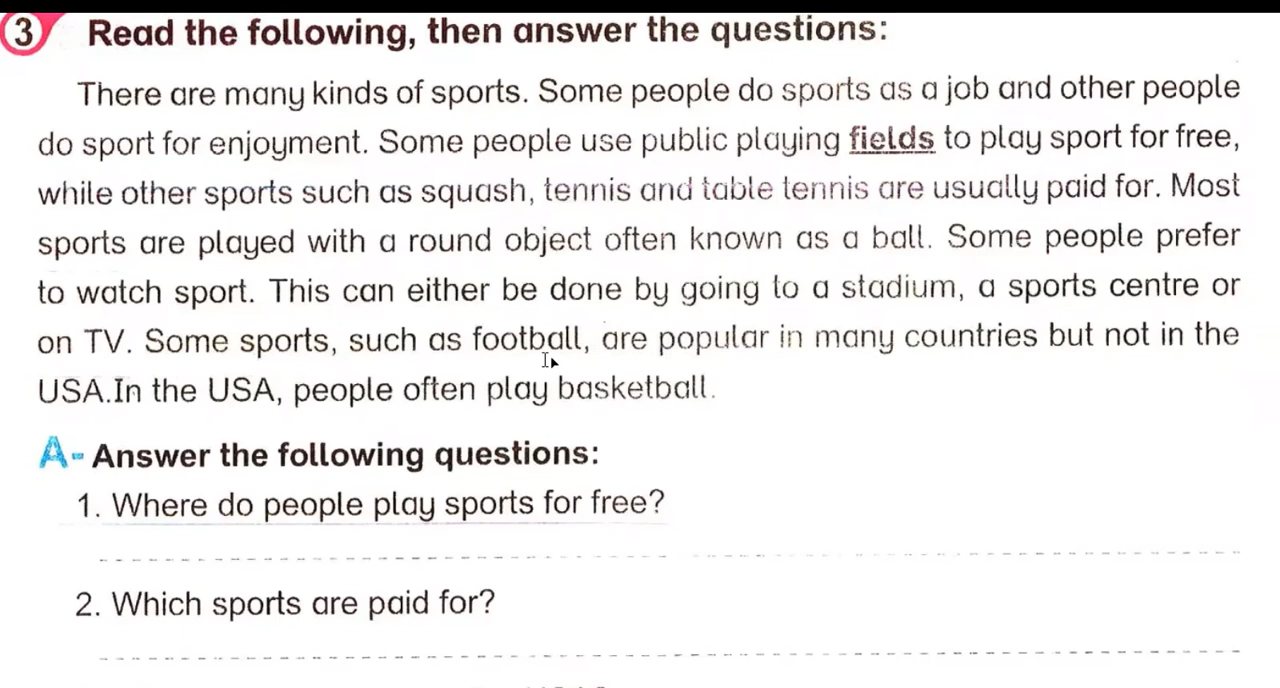 3 Read the following, then answer the questions:
There are many kinds of sports. Some people do sports as a job and other people
do sport for enjoyment. Some people use public playing fields to play sport for free,
while other sports such as squash, tennis and table tennis are usually paid for. Most
sports are played with a round object often known as a ball. Some people prefer
to watch sport. This can either be done by going to a stadium, a sports centre or
on TV. Some sports, such as football, are popular in many countries but not in the
USA.In the USA, people often play basketball.
A- Answer the following questions:
1. Where do people play sports for free?
2. Which sports are paid for?